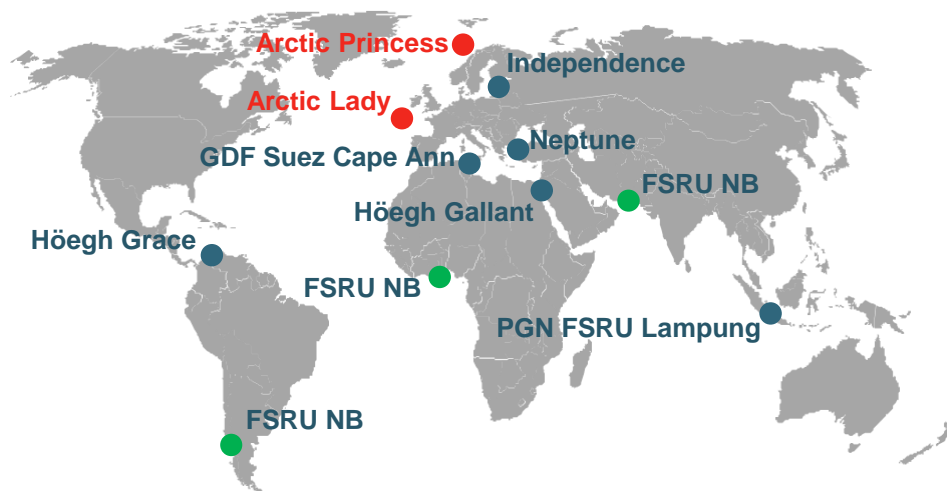 Arctic Princess
Independence
Arctic Lady
Neptune
GDF Suez Cape Ann
FSRU NB
Höegh Gallant
Höegh Grace
FSRU NB
PGN FSRU Lampung
FSRU NB